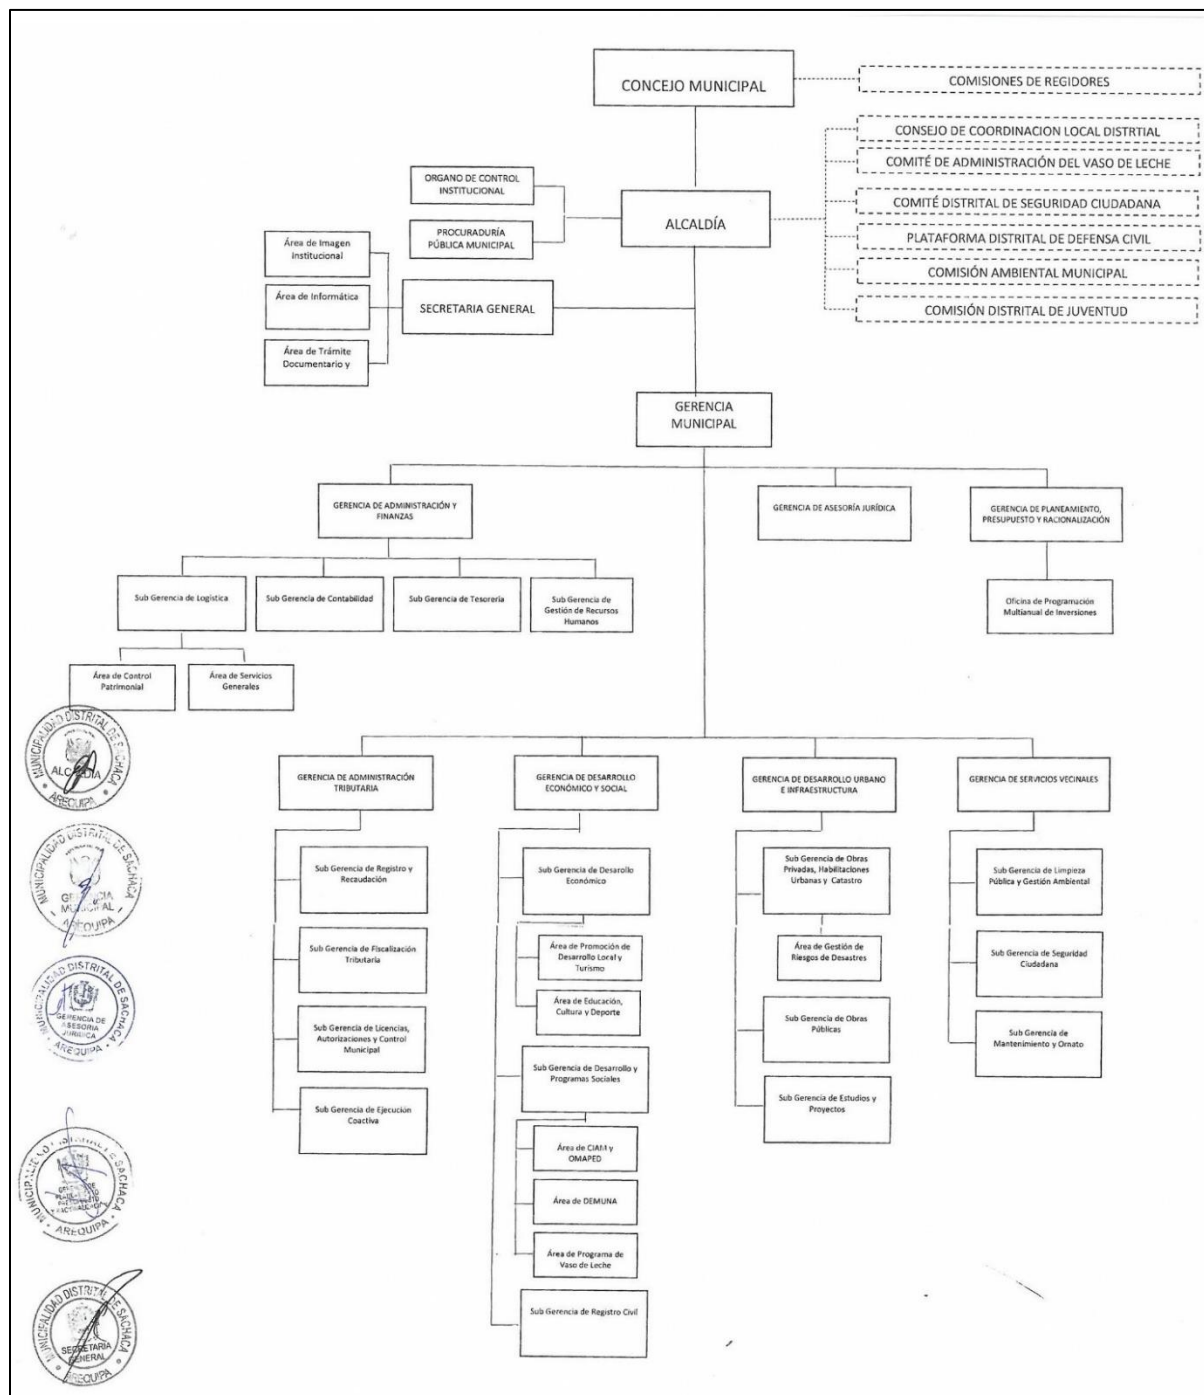 CONCEJO MUNICIPAL
COMISIONES DE REGIDORES
CONSEJO DE COORDINACION LOCAL DISTRTIAL
COMITÉ DE ADMINISTRACIÓN DEL VASO DE LECHE
COMITÉ DISTRITAL DE SEGURIDAD CIUDADANA
PLATAFORMA DISTRITAL DE DEFENSA CIVIL
COMISIÓN AMBIENTAL MUNICIPAL
COMISIÓN DISTRITAL DE JUVENTUD
ORGANO DE CONTROL
INSTITUCIONAL
ALCALDÍA
PROCURADURÍA
PÚBLICA MUNICIPAL
Área de Imagen
Institucional
Área de Informática
Área de Trámite
Documentario y
SECRETARIA GENERAL
GERENCIA
MUNICIPAL
GERENCIA DE ADMINISTRACIÓN Y
FINANZAS
GERENCIA DE ASESORÍA JURÍDICA
GERENCIA DE PLANEAMIENTO,
PRESUPUESTO Y RACIONALIZACIÓN
Sub Gerencia de Logística
Sub Gerencia de Contabilidad
Sub Gerencia de Tesorería
Sub Gerencia de
Gestión de Recursos
Humanos
Oficina de Programación
Multianual de Inversiones
Área de Control
Patrimonial
Área de Servicios
Generales
GERENCIA DE ADMINISTRACIÓN
TRIBUTARIA
Sub Gerencia de Registro y
Recaudación
Sub Gerencia de Fiscalización
Tributaria
Sub Gerencia de Licencias,
Autorizaciones y Control
Municipal
Sub Gerencia de Ejecución
Coactiva
GERENCIA DE DESARROLLO
ECONÓMICO Y SOCIAL
Sub Gerencia de Desarollo
Económico
Área de Promoción de
Desarrollo Local y
Turismo
Área de Educación,
Cultura y Deporte
Sub Gerencia de Desarrollo y
Programas Sociales
Área de CIAM y
OMAPED
Área de DEMUNA
Área de Programa de
Vaso de Leche
Sub Gerencia de Registro Civil
GERENCIA DE DESARROLLO URBANO
E INFRAESTRUCTURA
Sub Gerencia de Obras
Privadas, Habilitaciones
Urbanas y Catastro
Área de Gestión de
Riesgos de Desastres
Sub Gerencia de Obras
Públicas
Sub Gerencia de Estudios y
Proyectos
GERENCIA DE SERVICIOS VECINALES
Sub Gerencia de Limpieza
Pública y Gestión Ambiental
Sub Gerencia de Seguridad
Ciudadana
Sub Gerencia de
Mantenimiento y Ornato
MUNICIPALIDAD DISTRITAL DE SACHACA
ALCALDIA
AREQUIPA
MUNICIPALIDAD DISTRITAL DE SACHACA
GERENCIA
MUNICIPAL
AREQUIPA
MUNICIPALIDAD DISTRITAL DE SACHACA
GERENCIA DE
ASESORIA
JURIDICA
AREQUIPA
SACHACA
AREQUIPA
MUNICIPALIDAD DISTRITAL DE SACHACA
SECRETARIA
GENERAL
AREQUIPA